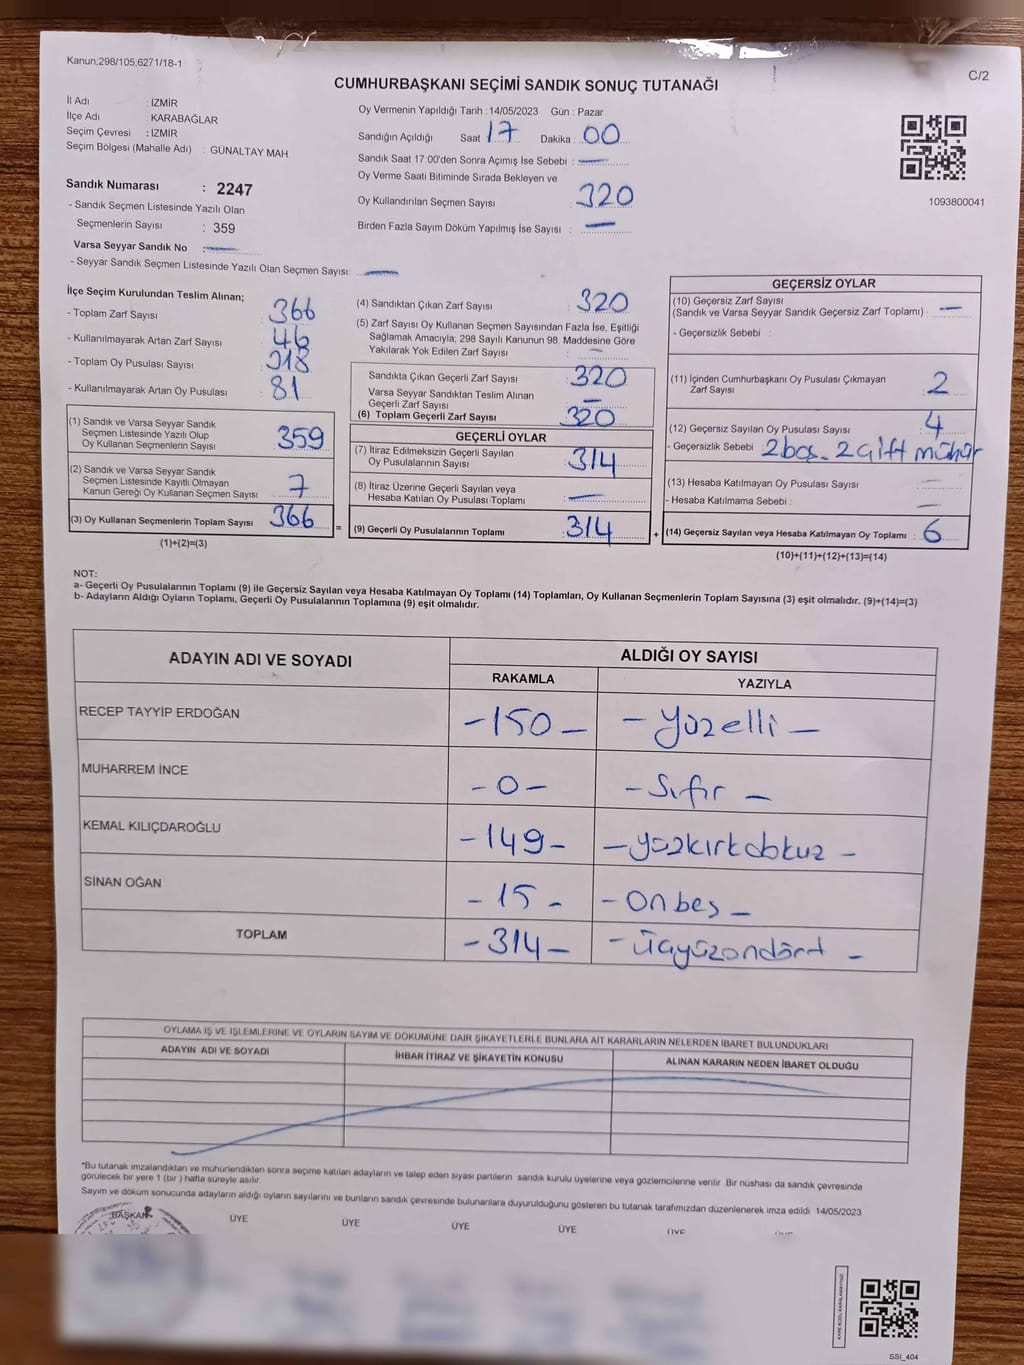 Kanun,298/105;6271/18-1
C/2
CUMHURBAŞKANI SEÇİMİ SANDIK SONUÇ TUTANAĞI
İl Adı : İZMİR
İlçe Adı : KARABAĞLAR
Seçim Çevresi : İZMİR
Seçim Bölgesi (Mahalle Adı) : GÜNALTAY MAH
Sandık Numarası : 2247
- Sandık Seçmen Listesinde Yazılı Olan
Seçmenlerin Sayısı : 359
Varsa Seyyar Sandık No :
- Seyyar Sandık Seçmen Listesinde Yazılı Olan Seçmen Sayısı:
Oy Vermenin Yapıldığı Tarih : 14/05/2023 Gün : Pazar
Sandığın Açıldığı Saat 17 Dakika : 00
Sandık Saat 17:00'den Sonra Açımış İse Sebebi :
Oy Verme Saati Bitiminde Sırada Bekleyen ve
Oy Kullandırılan Seçmen Sayısı : 320
Birden Fazla Sayım Döküm Yapılmış İse Sayısı :
1093800041
İlçe Seçim Kurulundan Teslim Alınan;
- Toplam Zarf Sayısı : 366
- Kullanılmayarak Artan Zarf Sayısı : 46
- Toplam Oy Pusulası Sayısı : 318
- Kullanılmayarak Artan Oy Pusulası : 81
(1) Sandık ve Varsa Seyyar Sandık
Seçmen Listesinde Yazılı Olup
Oy Kullanan Seçmenlerin Sayısı : 359
(2) Sandık ve Varsa Seyyar Sandık
Seçmen Listesinde Kayıtlı Olmayan
Kanun Gereği Oy Kullanan Seçmen Sayısı : 7
(3) Oy Kullanan Seçmenlerin Toplam Sayısı : 366
(1)+(2)=(3)
=
(4) Sandıktan Çıkan Zarf Sayısı : 320
(5) Zarf Sayısı Oy Kullanan Seçmen Sayısından Fazla İse, Eşitliği
Sağlamak Amacıyla; 298 Sayılı Kanunun 98. Maddesine Göre
Yakılarak Yok Edilen Zarf Sayısı :
Sandıkta Çıkan Geçerli Zarf Sayısı : 320
Varsa Seyyar Sandıktan Teslim Alınan
Geçerli Zarf Sayısı :
(6) Toplam Geçerli Zarf Sayısı : 320
GEÇERLİ OYLAR
(7) İtiraz Edilmeksizin Geçerli Sayılan
Oy Pusulalarının Sayısı : 314
(8) İtiraz Üzerine Geçerli Sayılan veya
Hesaba Katılan Oy Pusulası Toplamı :
(9) Geçerli Oy Pusulalarının Toplamı : 314
+
GEÇERSİZ OYLAR
(10) Geçersiz Zarf Sayısı
(Sandık ve Varsa Seyyar Sandık Geçersiz Zarf Toplamı) :
- Geçersizlik Sebebi :
(11) İçinden Cumhurbaşkanı Oy Pusulası Çıkmayan
Zarf Sayısı : 2
(12) Geçersiz Sayılan Oy Pusulası Sayısı : 4
- Geçersizlik Sebebi 2 boş - 2 çift mühür
(13) Hesaba Katılmayan Oy Pusulası Sayısı :
- Hesaba Katılmama Sebebi :
(14) Geçersiz Sayılan veya Hesaba Katılmayan Oy Toplamı : 6
(10)+(11)+(12)+(13)=(14)
NOT:
a- Geçerli Oy Pusulalarının Toplamı (9) ile Geçersiz Sayılan veya Hesaba Katılmayan Oy Toplamı (14) Toplamları, Oy Kullanan Seçmenlerin Toplam Sayısına (3) eşit olmalıdır. (9)+(14)=(3)
b- Adayların Aldığı Oyların Toplamı, Geçerli Oy Pusulalarının Toplamına (9) eşit olmalıdır.
ADAYIN ADI VE SOYADI ALDIĞI OY SAYISI
RAKAMLA YAZIYLA
RECEP TAYYİP ERDOĞAN -150- - Yüzelli -
MUHARREM İNCE -0- - Sıfır -
KEMAL KILIÇDAROĞLU -149- - yüzkırkdokuz -
SİNAN OĞAN -15- - Onbeş -
TOPLAM -314- - Üçyüzondört -
OYLAMA İŞ VE İŞLEMLERİNE VE OYLARIN SAYIM VE DÖKÜMÜNE DAİR ŞİKAYETLERLE BUNLARA AİT KARARLARIN NELERDEN İBARET BULUNDUKLARI
ADAYIN ADI VE SOYADI İHBAR İTİRAZ VE ŞİKAYETİN KONUSU ALINAN KARARIN NEDEN İBARET OLDUĞU
*Bu tutanak imzalandıktan ve mühürlendikten sonra seçime katılan adayların ve talep eden siyasi partilerin sandık kurulu üyelerine veya gözlemcilerine verilir. Bir nüshası da sandık çevresinde
görülecek bir yere 1 (bir) hafta süreyle asılır.
Sayım ve döküm sonucunda adayların aldığı oyların sayılarını ve bunların sandık çevresinde bulunanlara duyurulduğunu gösteren bu tutanak tarafımızdan düzenlenerek imza edildi 14/05/2023
BAŞKAN ÜYE ÜYE ÜYE ÜYE ÜYE
SSİ_404